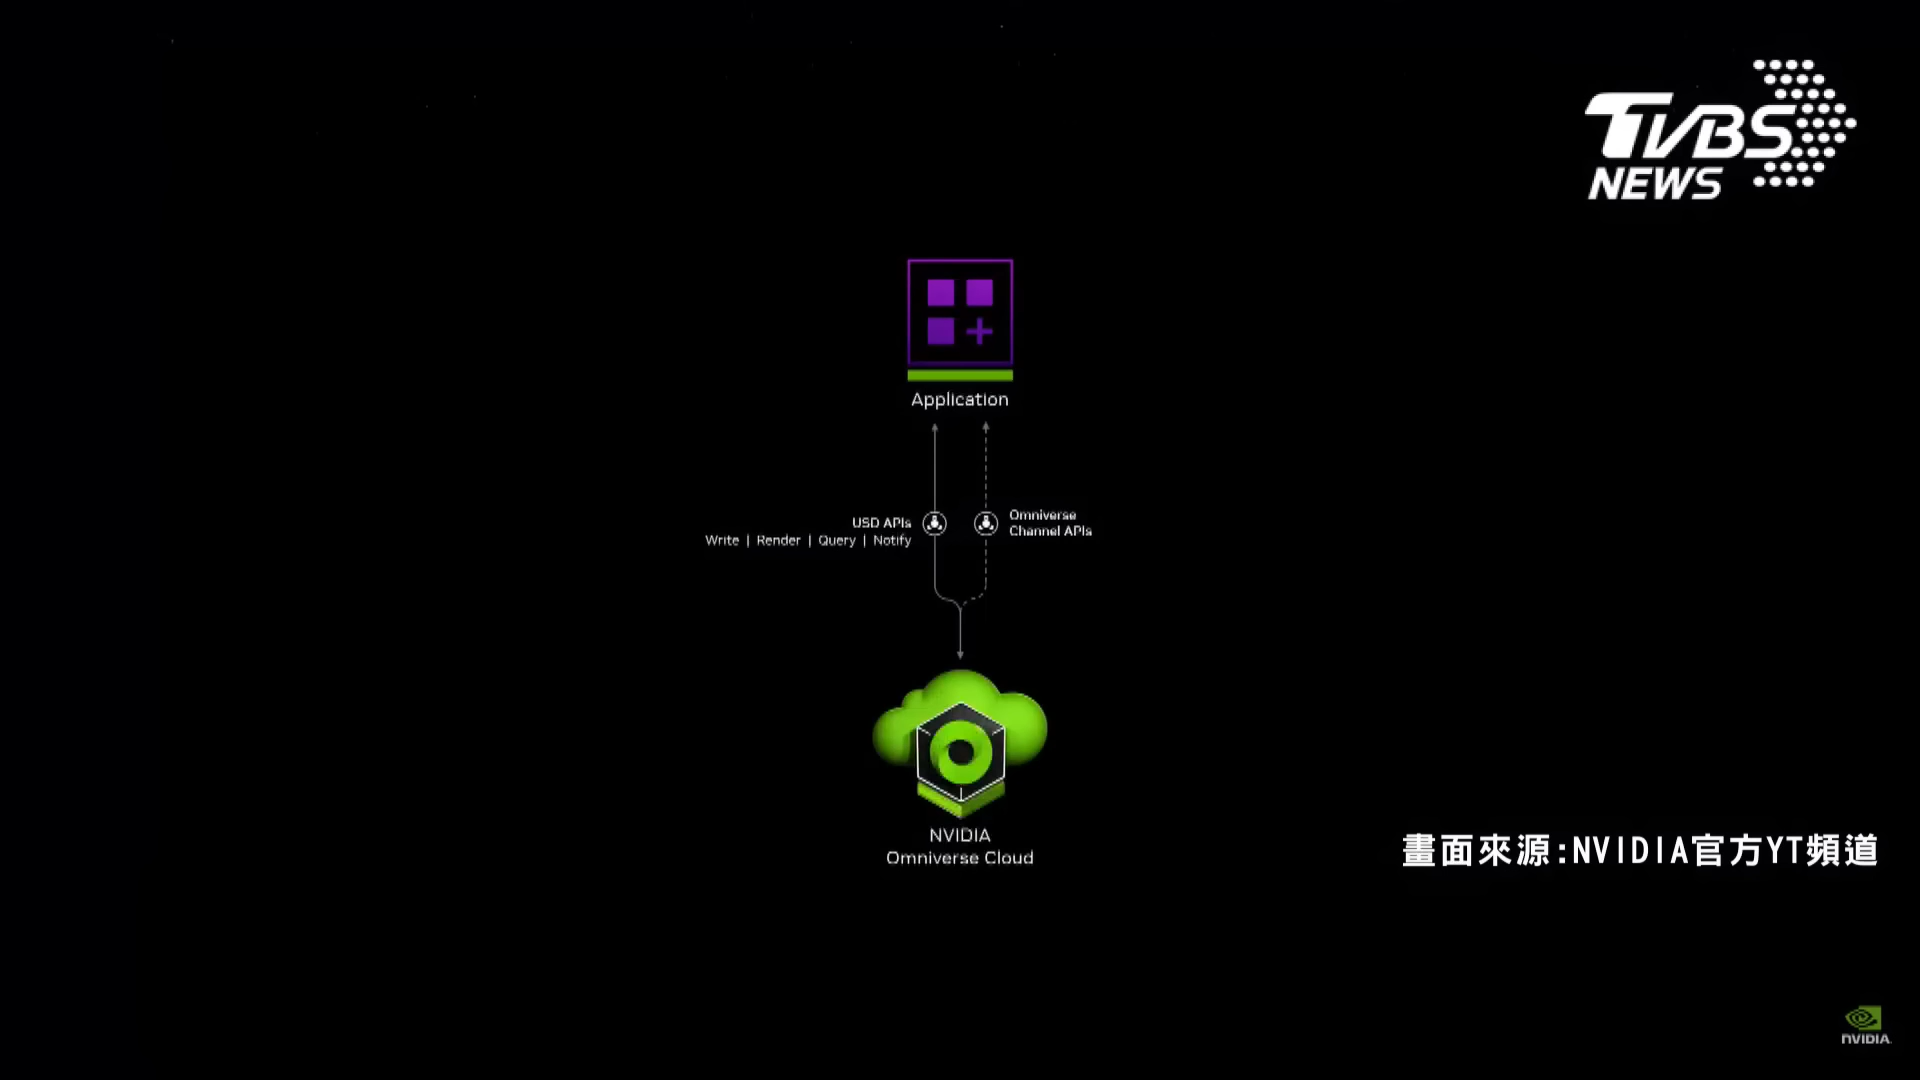 TVBS
NEWS
Application
USD APIs
Write | Render | Query | Notify
Omniverse
Channel APIs
NVIDIA
Omniverse Cloud
畫面來源:NVIDIA官方YT頻道
NVIDIA